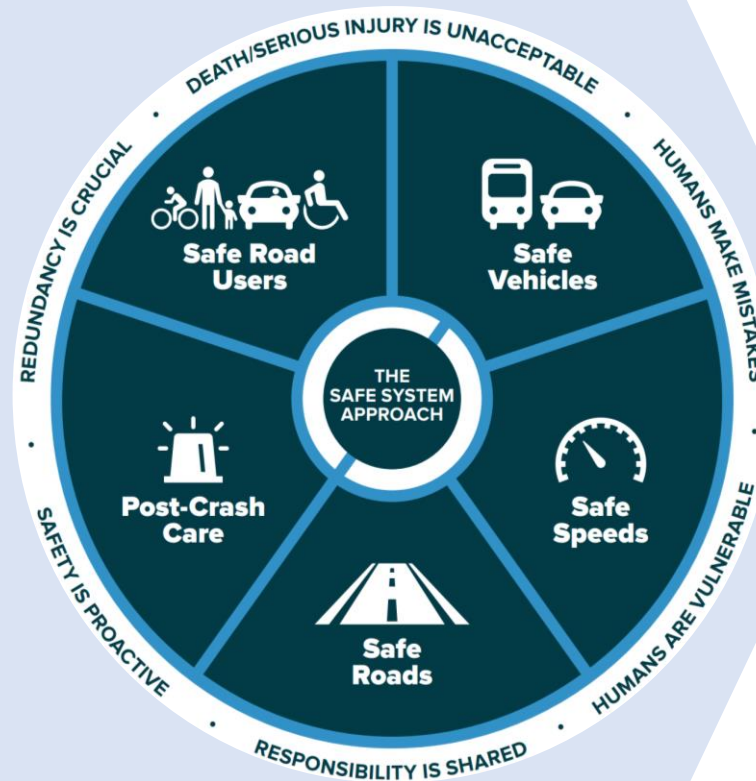 DEATH/SERIOUS INJURY IS UNACCEPTABLE
HUMANS MAKE MISTAKES
HUMANS ARE VULNERABLE
RESPONSIBILITY IS SHARED
SAFETY IS PROACTIVE
REDUNDANCY IS CRUCIAL
Safe Road
Users
Safe
Vehicles
Safe
Speeds
Safe
Roads
Post-Crash
Care
THE
SAFE SYSTEM
APPROACH